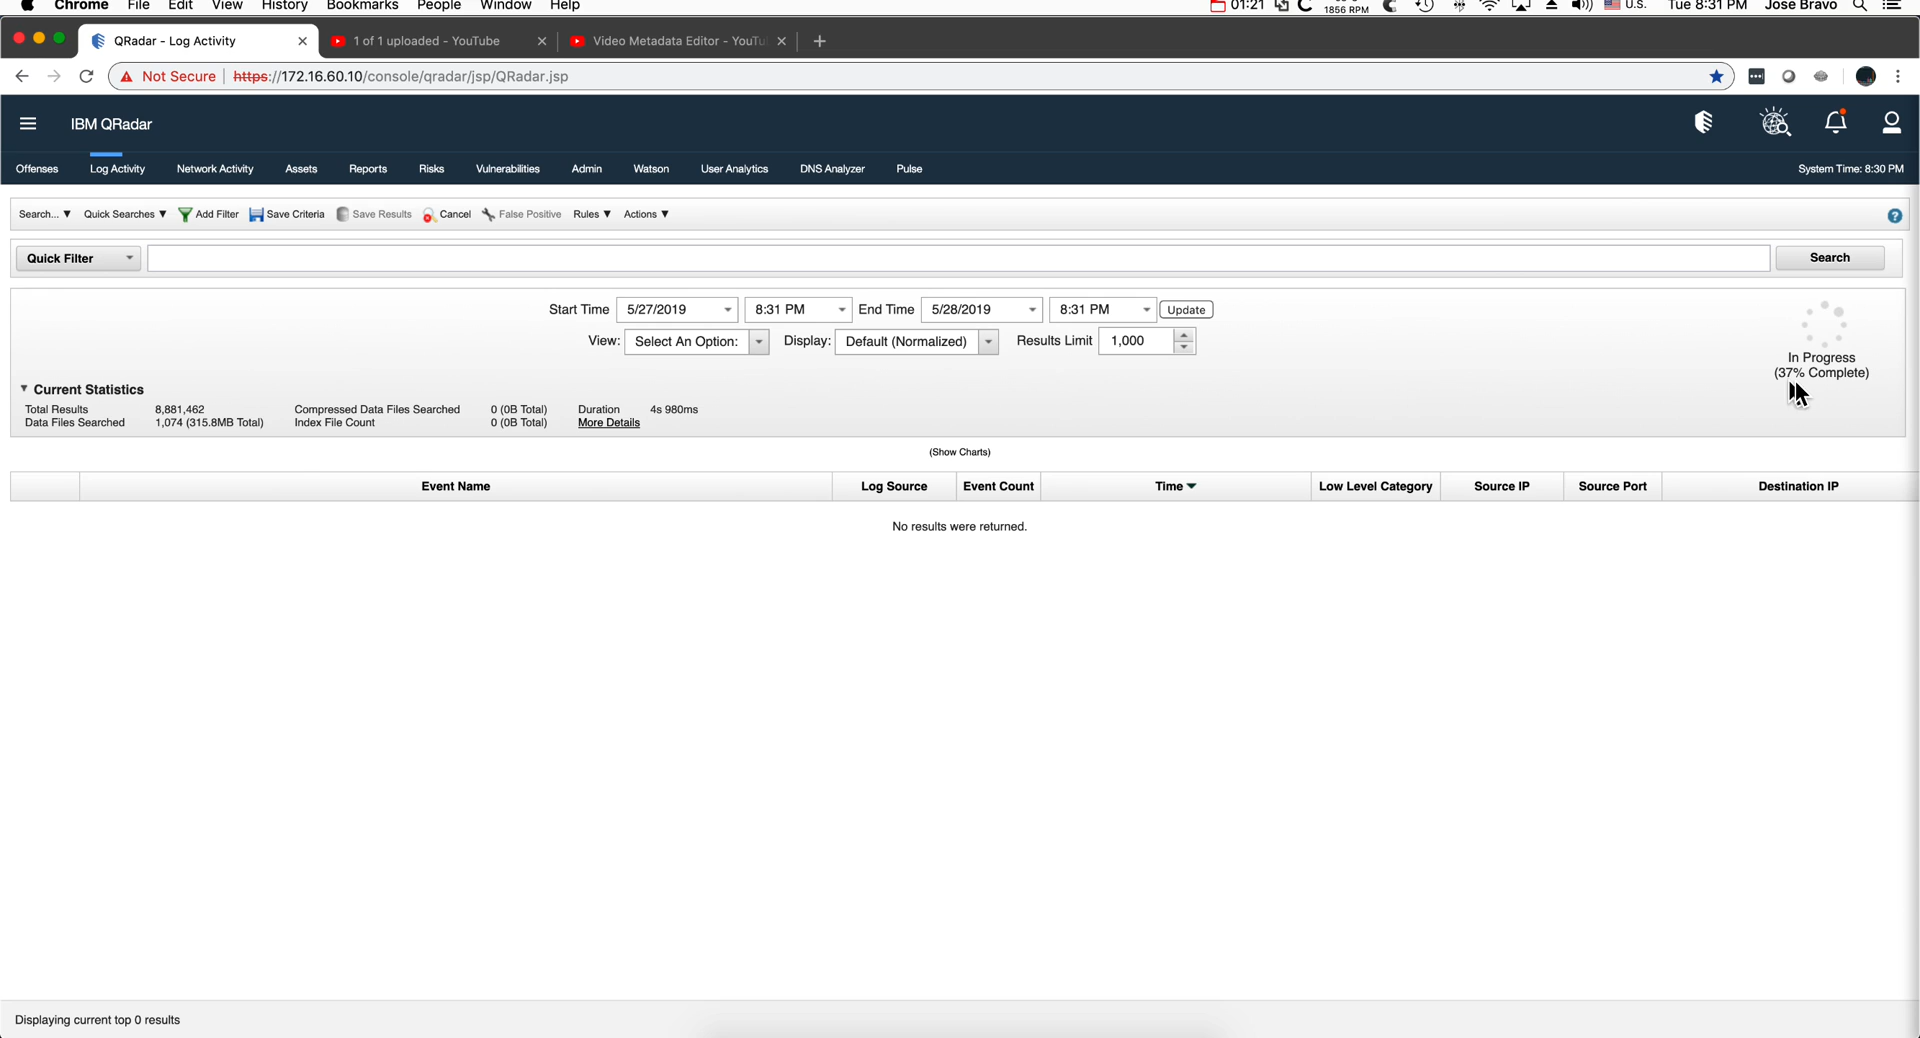 Chrome File Edit View History Bookmarks People Window Help 01:21 1856 RPM U.S. Tue 8:31 PM Jose Bravo
QRadar - Log Activity 1 of 1 uploaded - YouTube Video Metadata Editor - YouTu
Not Secure https://172.16.60.10/console/qradar/jsp/QRadar.jsp
IBM QRadar
Offenses Log Activity Network Activity Assets Reports Risks Vulnerabilities Admin Watson User Analytics DNS Analyzer Pulse System Time: 8:30 PM
Search... Quick Searches Add Filter Save Criteria Save Results Cancel False Positive Rules Actions ?
Quick Filter Search
Start Time 5/27/2019 8:31 PM End Time 5/28/2019 8:31 PM Update
View: Select An Option: Display: Default (Normalized) Results Limit 1,000
In Progress
(37% Complete)
Current Statistics
Total Results 8,881,462 Compressed Data Files Searched 0 (0B Total) Duration 4s 980ms
Data Files Searched 1,074 (315.8MB Total) Index File Count 0 (0B Total) More Details
(Show Charts)
Event Name Log Source Event Count Time Low Level Category Source IP Source Port Destination IP
No results were returned.
Displaying current top 0 results